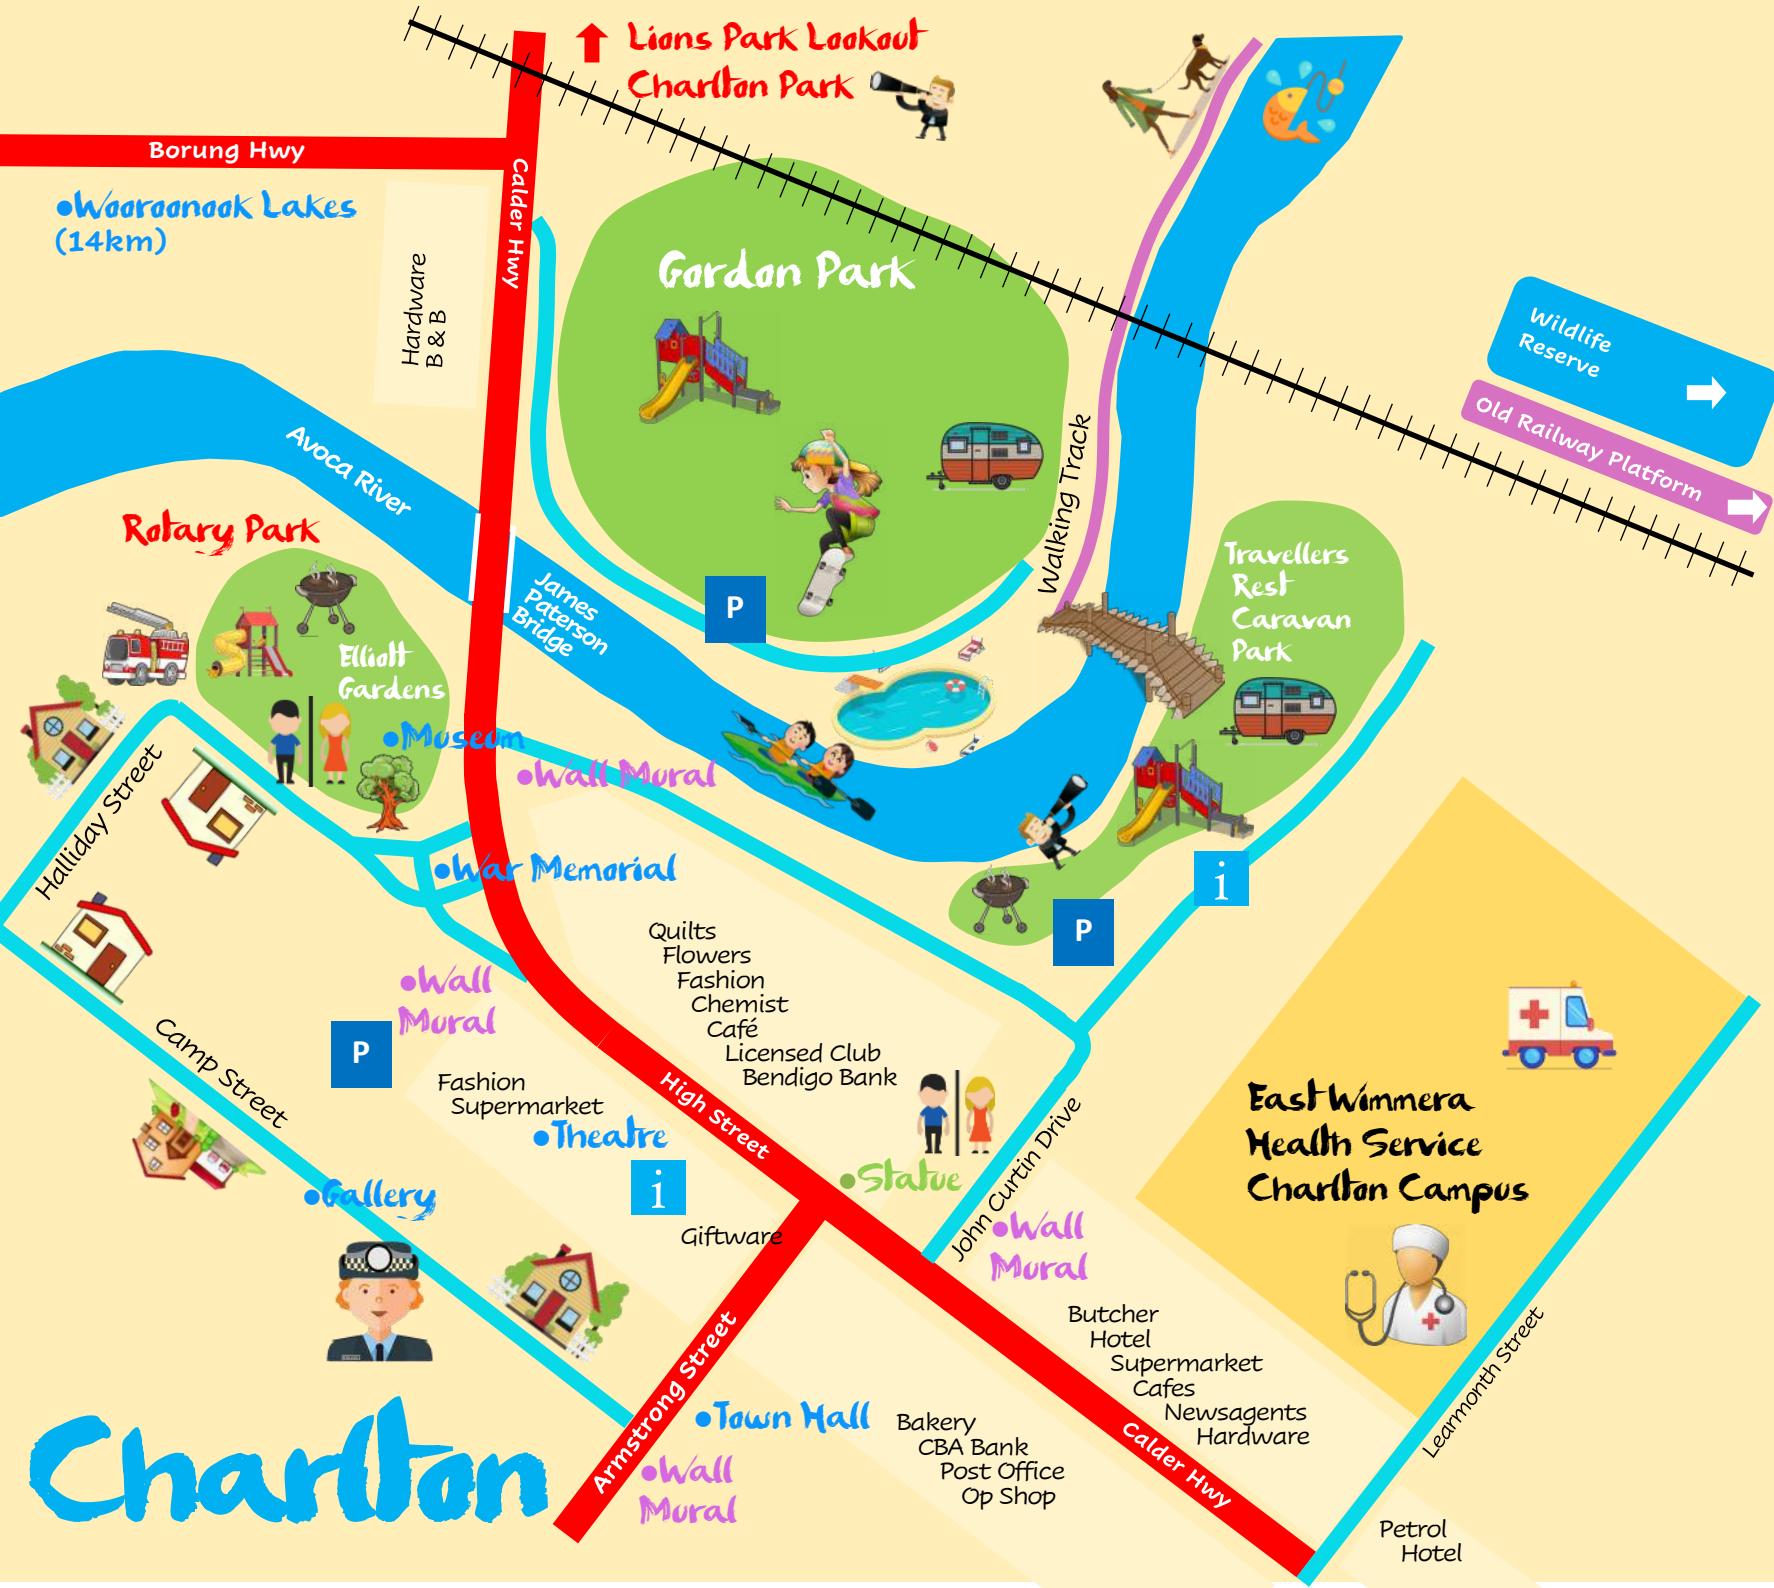 Lions Park Lookout
Charlton Park
Borung Hwy
Calder Hwy
•Wooroonook Lakes
(14km)
Hardware
B & B
Gordon Park
Wildlife
Reserve
Old Railway Platform
Avoca River
Walking Track
Rotary Park
James
Paterson
Bridge
P
Travellers
Rest
Caravan
Park
Elliott
Gardens
•Museum
•Wall Mural
Halliday Street
•War Memorial
i
P
Quilts
Flowers
Fashion
Chemist
Café
Licensed Club
Bendigo Bank
•Wall
Mural
P
Camp Street
Fashion
Supermarket
•Theatre
High Street
i
Giftware
•Statue
John Curtin Drive
•Wall
Mural
East Wimmera
Health Service
Charlton Campus
•Gallery
Armstrong Street
Butcher
Hotel
Supermarket
Cafes
Newsagents
Hardware
Learmonth Street
•Town Hall
•Wall
Mural
Bakery
CBA Bank
Post Office
Op Shop
Calder Hwy
Petrol
Hotel
Charlton